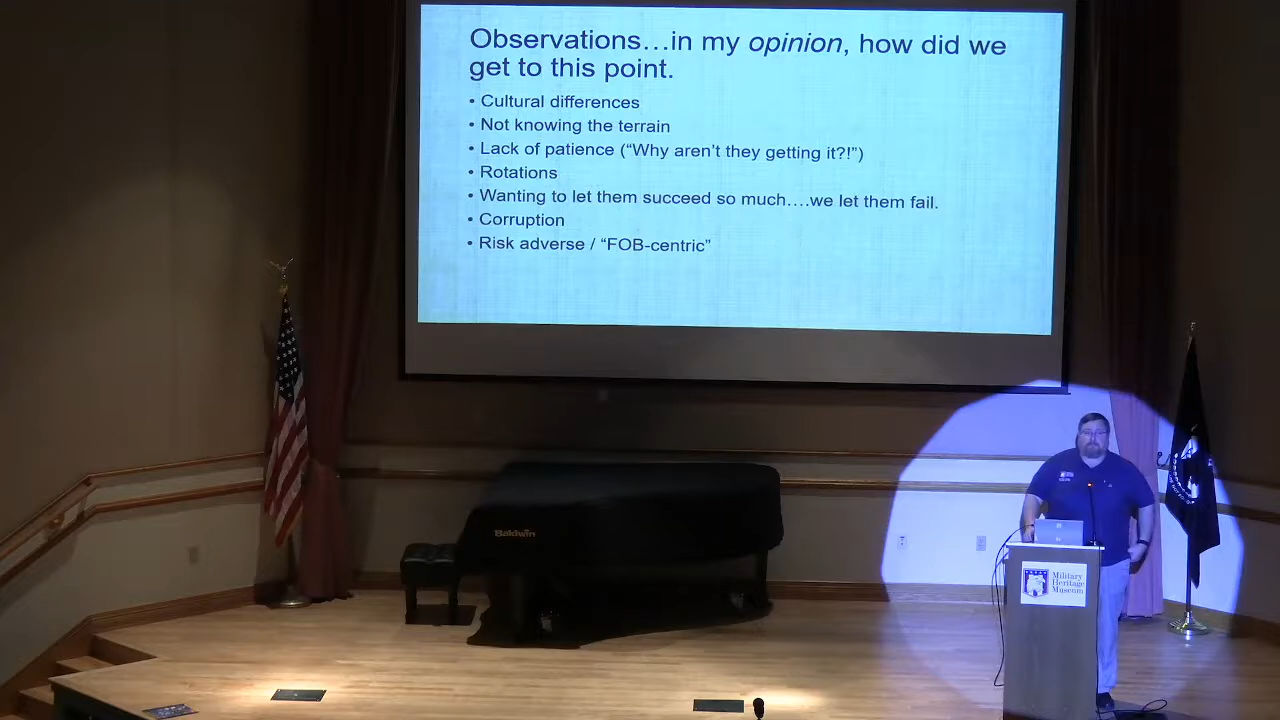 Observations…in my opinion, how did we
get to this point.
• Cultural differences
• Not knowing the terrain
• Lack of patience (“Why aren’t they getting it?!”)
• Rotations
• Wanting to let them succeed so much….we let them fail.
• Corruption
• Risk adverse / “FOB-centric”
Baldwin
Military
Heritage
Museum